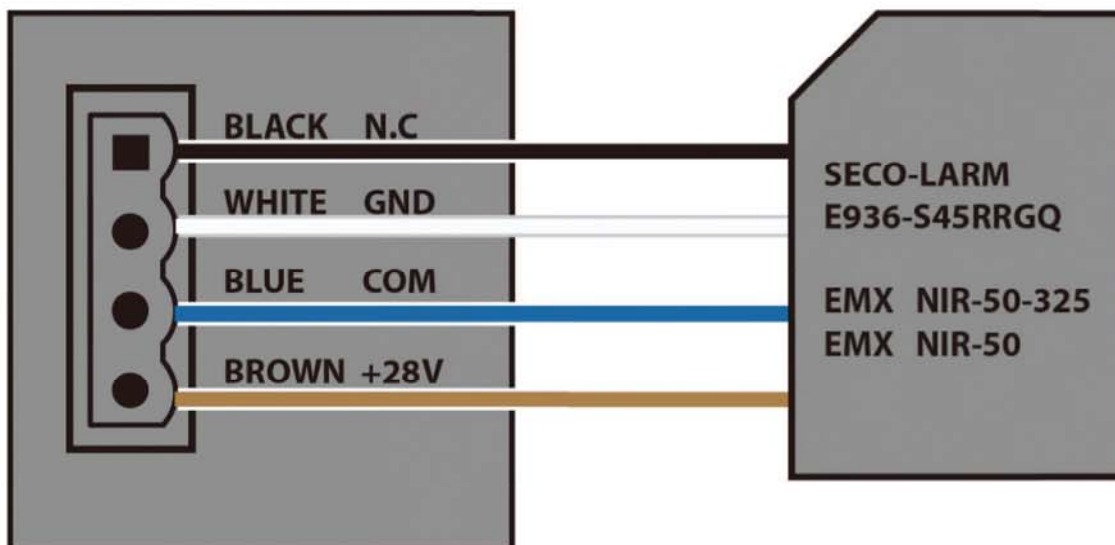 BLACK N.C
WHITE GND
BLUE COM
BROWN +28V
SECO-LARM
E936-S45RRGQ
EMX NIR-50-325
EMX NIR-50